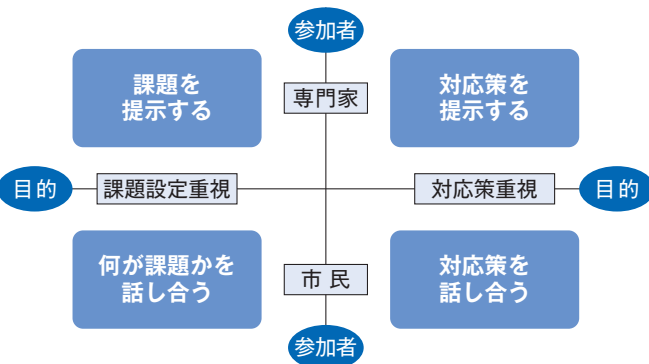 参加者
課題を
提示する
専門家
対応策を
提示する
目的
課題設定重視
対応策重視
目的
何が課題かを
話し合う
市 民
対応策を
話し合う
参加者